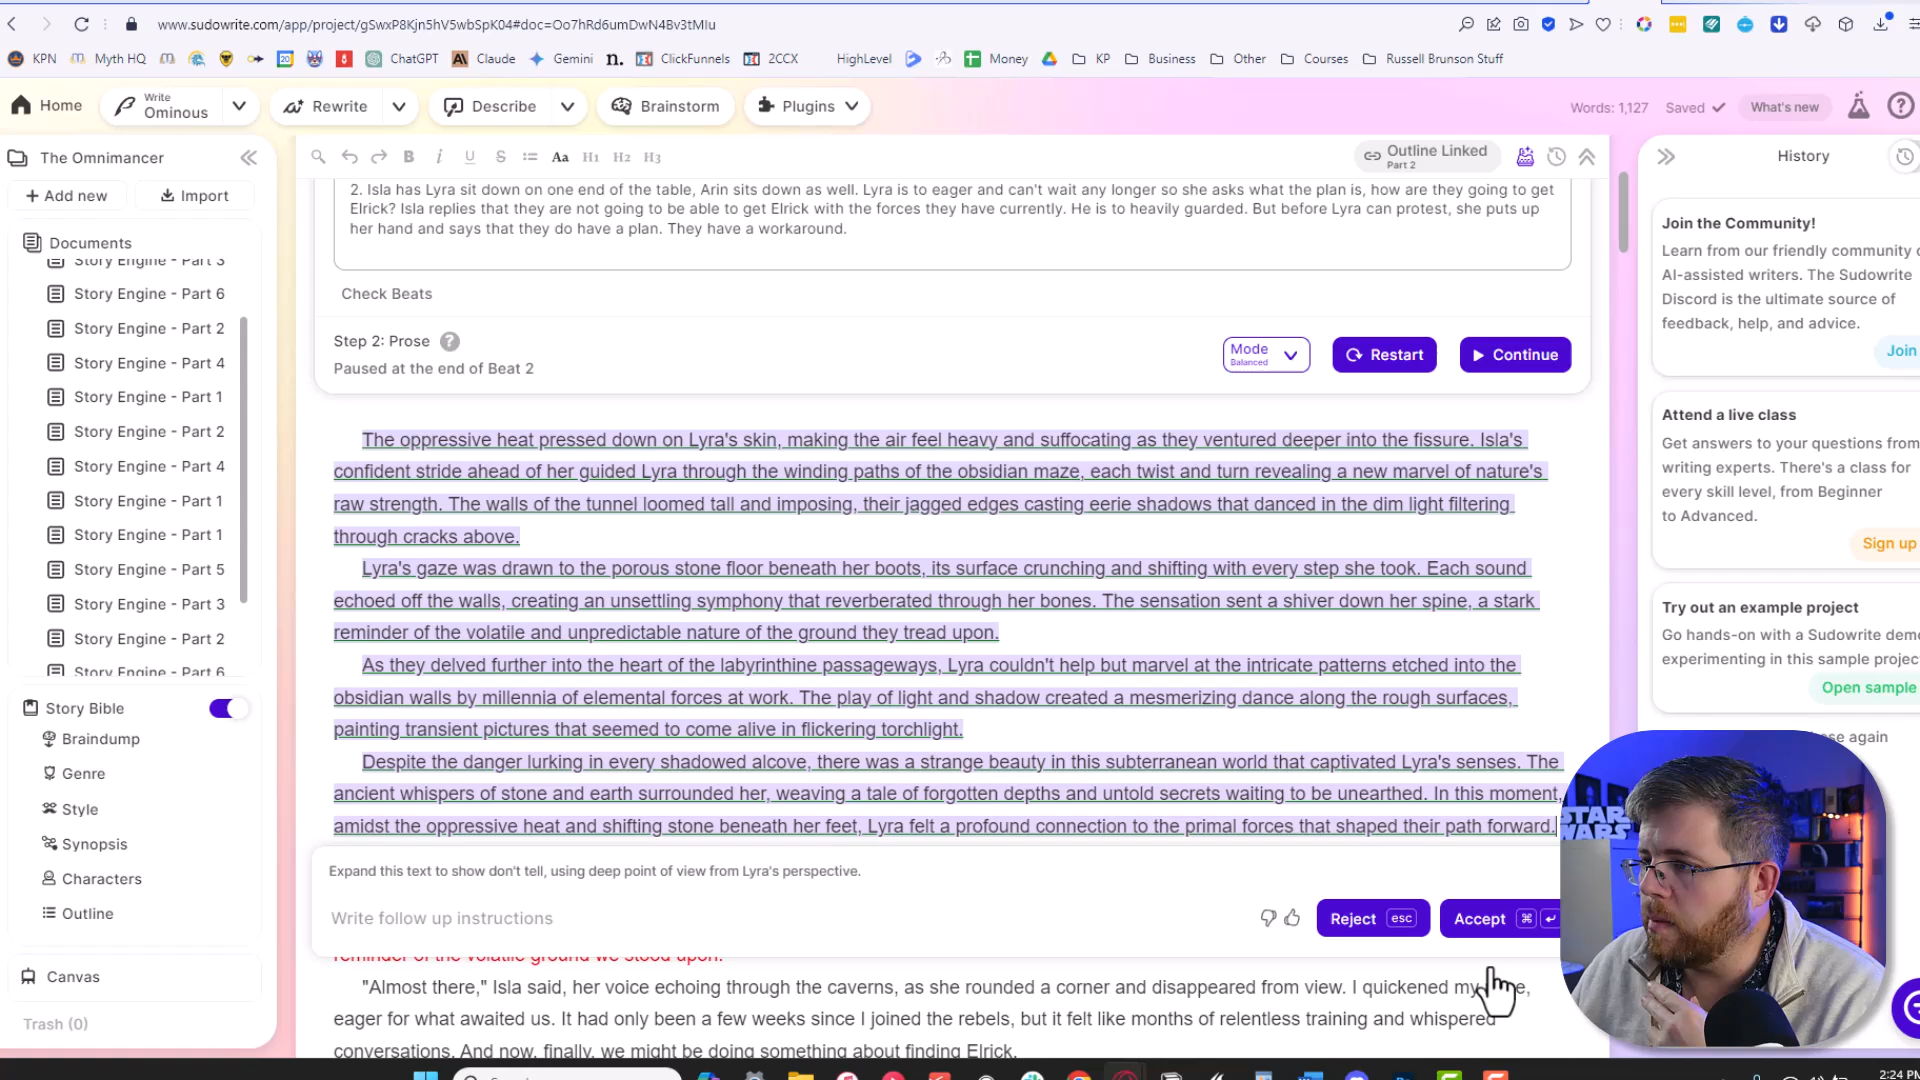 www.sudowrite.com/app/project/gSwxP8Kjn5hV5wbSpK04#doc=Oo7hRd6umDwN4Bv3tMIu
KPN Myth HQ 20 ChatGPT Claude Gemini n. ClickFunnels 2CCX HighLevel Money KP Business Other Courses Russell Brunson Stuff
Home Write Ominous Rewrite Describe Brainstorm Plugins Words: 1,127 Saved What's new
The Omnimancer
Add new Import
Documents
Story Engine - Part 3
Story Engine - Part 6
Story Engine - Part 2
Story Engine - Part 4
Story Engine - Part 1
Story Engine - Part 2
Story Engine - Part 4
Story Engine - Part 1
Story Engine - Part 1
Story Engine - Part 5
Story Engine - Part 3
Story Engine - Part 2
Story Engine - Part 6
Story Bible
Braindump
Genre
Style
Synopsis
Characters
Outline
Canvas
Trash (0)
B i U S Aa H1 H2 H3 Outline Linked
Part 2
2. Isla has Lyra sit down on one end of the table, Arin sits down as well. Lyra is to eager and can't wait any longer so she asks what the plan is, how are they going to get
Elrick? Isla replies that they are not going to be able to get Elrick with the forces they have currently. He is to heavily guarded. But before Lyra can protest, she puts up
her hand and says that they do have a plan. They have a workaround.
Check Beats
Step 2: Prose
Paused at the end of Beat 2
Mode
Balanced
Restart
Continue
The oppressive heat pressed down on Lyra's skin, making the air feel heavy and suffocating as they ventured deeper into the fissure. Isla's
confident stride ahead of her guided Lyra through the winding paths of the obsidian maze, each twist and turn revealing a new marvel of nature's
raw strength. The walls of the tunnel loomed tall and imposing, their jagged edges casting eerie shadows that danced in the dim light filtering
through cracks above.
Lyra's gaze was drawn to the porous stone floor beneath her boots, its surface crunching and shifting with every step she took. Each sound
echoed off the walls, creating an unsettling symphony that reverberated through her bones. The sensation sent a shiver down her spine, a stark
reminder of the volatile and unpredictable nature of the ground they tread upon.
As they delved further into the heart of the labyrinthine passageways, Lyra couldn't help but marvel at the intricate patterns etched into the
obsidian walls by millennia of elemental forces at work. The play of light and shadow created a mesmerizing dance along the rough surfaces,
painting transient pictures that seemed to come alive in flickering torchlight.
Despite the danger lurking in every shadowed alcove, there was a strange beauty in this subterranean world that captivated Lyra's senses. The
ancient whispers of stone and earth surrounded her, weaving a tale of forgotten depths and untold secrets waiting to be unearthed. In this moment,
amidst the oppressive heat and shifting stone beneath her feet, Lyra felt a profound connection to the primal forces that shaped their path forward.
Expand this text to show don't tell, using deep point of view from Lyra's perspective.
Write follow up instructions
Reject esc
Accept
reminder of the volatile ground we stood upon.
"Almost there," Isla said, her voice echoing through the caverns, as she rounded a corner and disappeared from view. I quickened my
eager for what awaited us. It had only been a few weeks since I joined the rebels, but it felt like months of relentless training and whispered
conversations. And now, finally, we might be doing something about finding Elrick.
History
Join the Community!
Learn from our friendly community
AI-assisted writers. The Sudowrite
Discord is the ultimate source of
feedback, help, and advice.
Join
Attend a live class
Get answers to your questions from
writing experts. There's a class for
every skill level, from Beginner
to Advanced.
Sign up
Try out an example project
Go hands-on with a Sudowrite
experimenting in this sample
Open sample
again
STAR
WARS
2:24